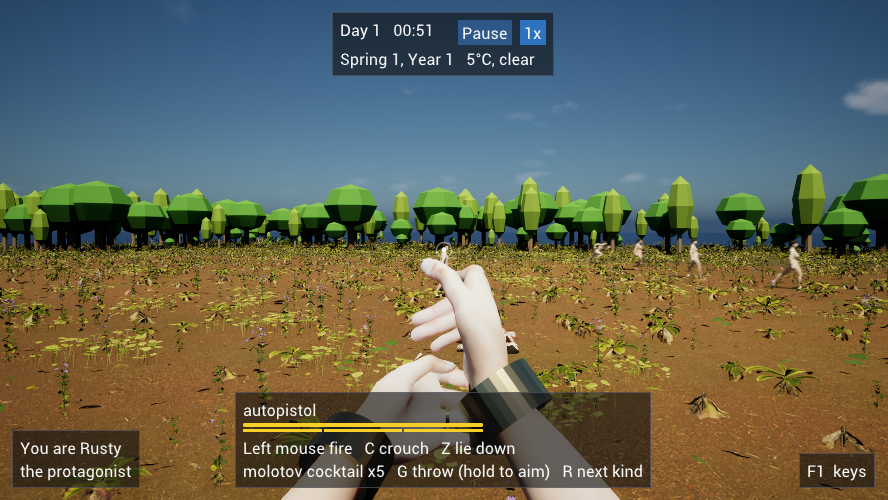 Day 1 00:51 Pause 1x
Spring 1, Year 1 5°C, clear
autopistol
Left mouse fire C crouch Z lie down
molotov cocktail x5 G throw (hold to aim) R next kind
You are Rusty
the protagonist
F1 keys